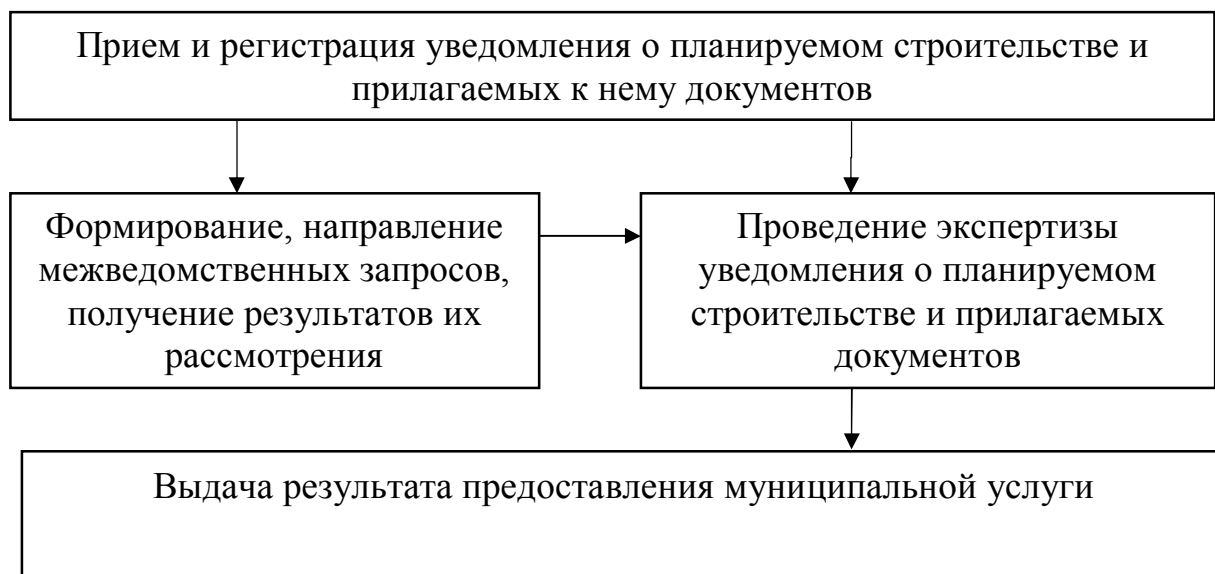 Прием и регистрация уведомления о планируемом строительстве и
прилагаемых к нему документов
Формирование, направление
межведомственных запросов,
получение результатов их
рассмотрения
Проведение экспертизы
уведомления о планируемом
строительстве и прилагаемых
документов
Выдача результата предоставления муниципальной услуги